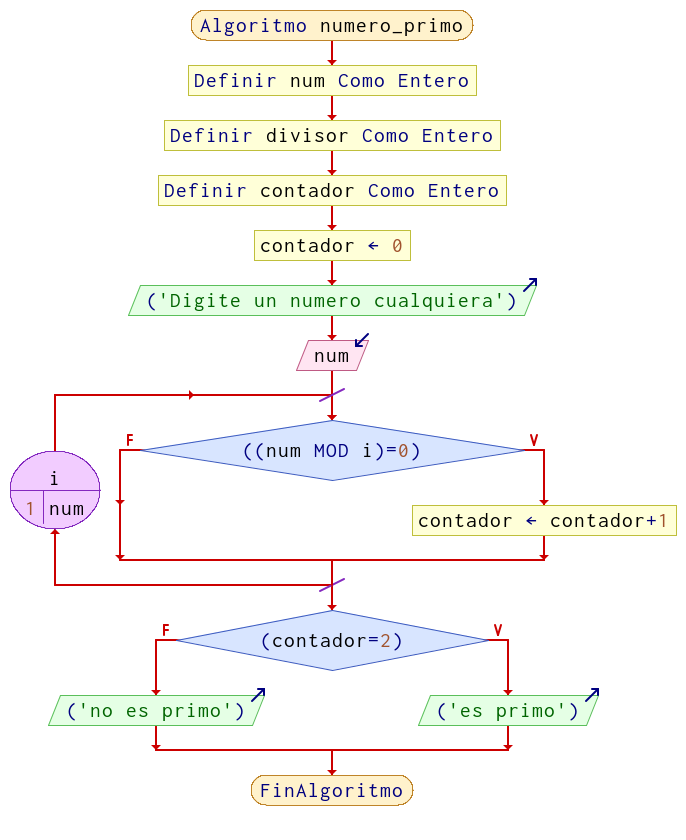 Algoritmo numero_primo
Definir num Como Entero
Definir divisor Como Entero
Definir contador Como Entero
contador ← 0
('Digite un numero cualquiera')
num
F
V
((num MOD i)=0)
i
1 num
contador ← contador+1
F
V
(contador=2)
('no es primo')
('es primo')
FinAlgoritmo